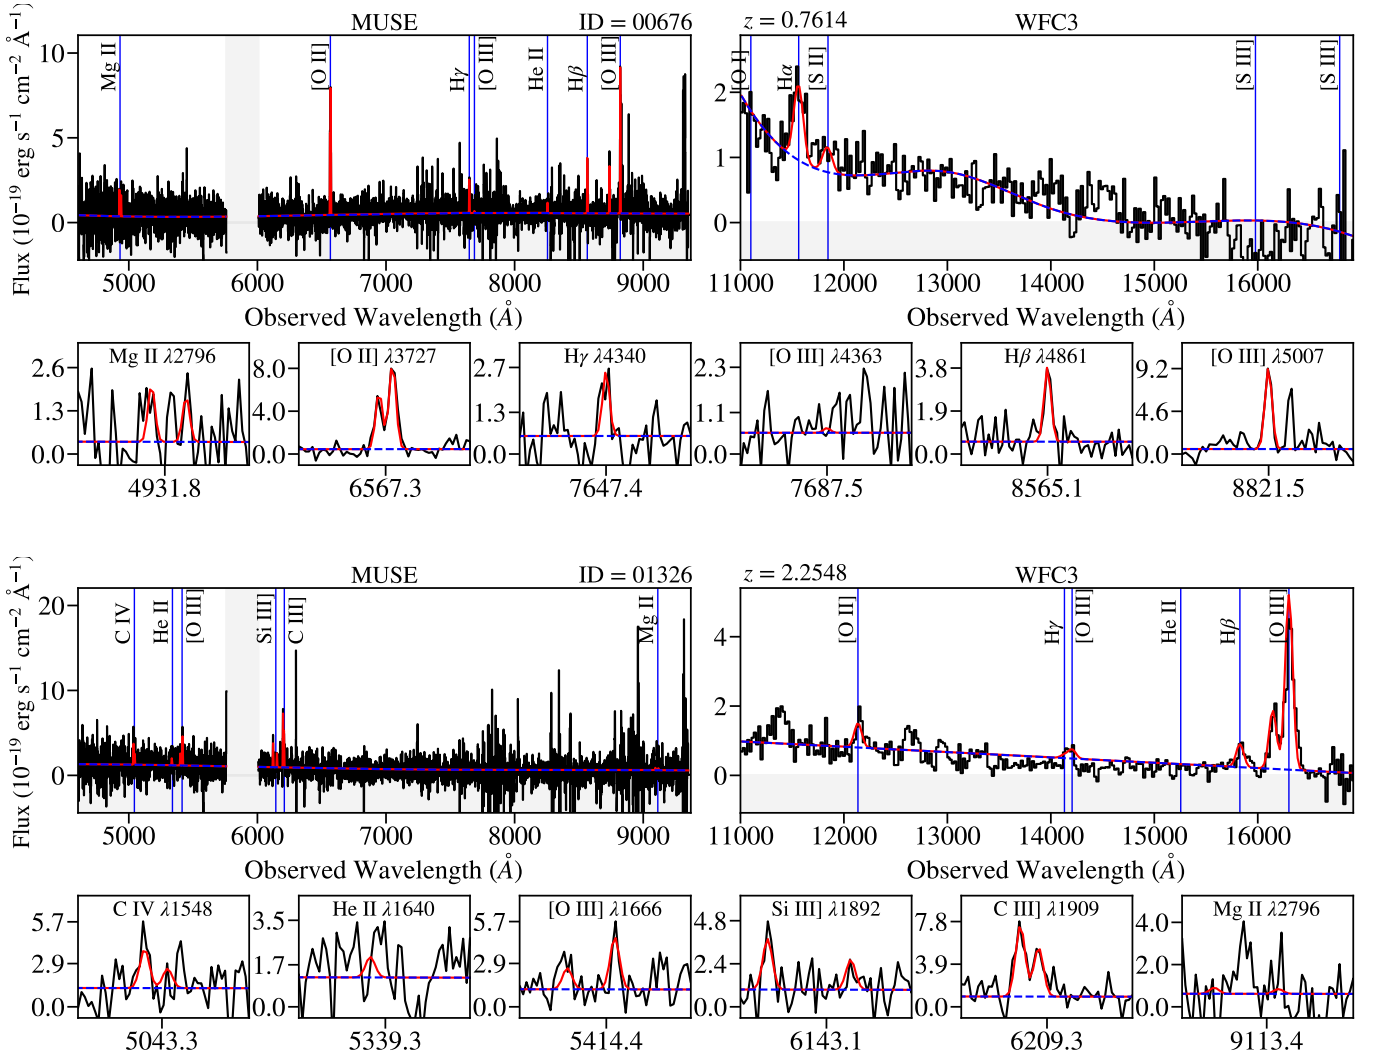 MUSE ID = 00676 z = 0.7614 WFC3
Flux (10⁻¹⁹ erg s⁻¹ cm⁻² Å⁻¹)
10
5
0
Mg II [O II] Hγ [O III] He II Hβ [O III]
5000 6000 7000 8000 9000
Observed Wavelength (Å)
2
1
0
[O I] Hα [S II] [S III] [S III]
11000 12000 13000 14000 15000 16000
Observed Wavelength (Å)
Mg II λ2796
2.6
1.3
0.0
4931.8
[O II] λ3727
8.0
4.0
0.0
6567.3
Hγ λ4340
2.7
1.3
0.0
7647.4
[O III] λ4363
2.3
1.1
0.0
7687.5
Hβ λ4861
3.8
1.9
0.0
8565.1
[O III] λ5007
9.2
4.6
0.0
8821.5
MUSE ID = 01326 z = 2.2548 WFC3
Flux (10⁻¹⁹ erg s⁻¹ cm⁻² Å⁻¹)
20
10
0
C IV He II [O III] Si III] C III] Mg II
5000 6000 7000 8000 9000
Observed Wavelength (Å)
4
2
0
[O II] Hγ [O III] He II Hβ [O III]
11000 12000 13000 14000 15000 16000
Observed Wavelength (Å)
C IV λ1548
5.7
2.9
0.0
5043.3
He II λ1640
3.5
1.7
0.0
5339.3
[O III] λ1666
5.7
2.9
0.0
5414.4
Si III] λ1892
4.8
2.4
0.0
6143.1
C III] λ1909
7.8
3.9
0.0
6209.3
Mg II λ2796
4.0
2.0
0.0
9113.4